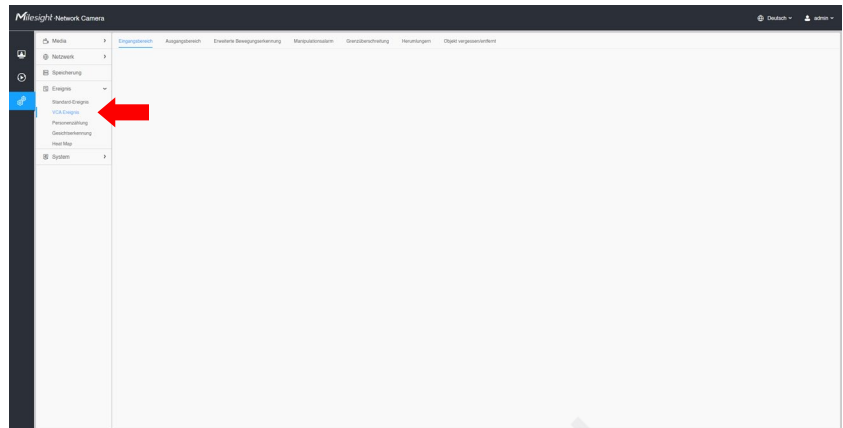 Milesight-Network Camera
Deutsch
admin
Media
Netzwerk
Speicherung
Ereignis
Standard-Ereignis
VCA-Ereignis
Personenzählung
Gesichtserkennung
Heat Map
System
Eingangsbereich Ausgangsbereich Erweiterte Bewegungserkennung Manipulationsalarm Grenzüberschreitung Herumlungern Objekt vergessen/entfernt